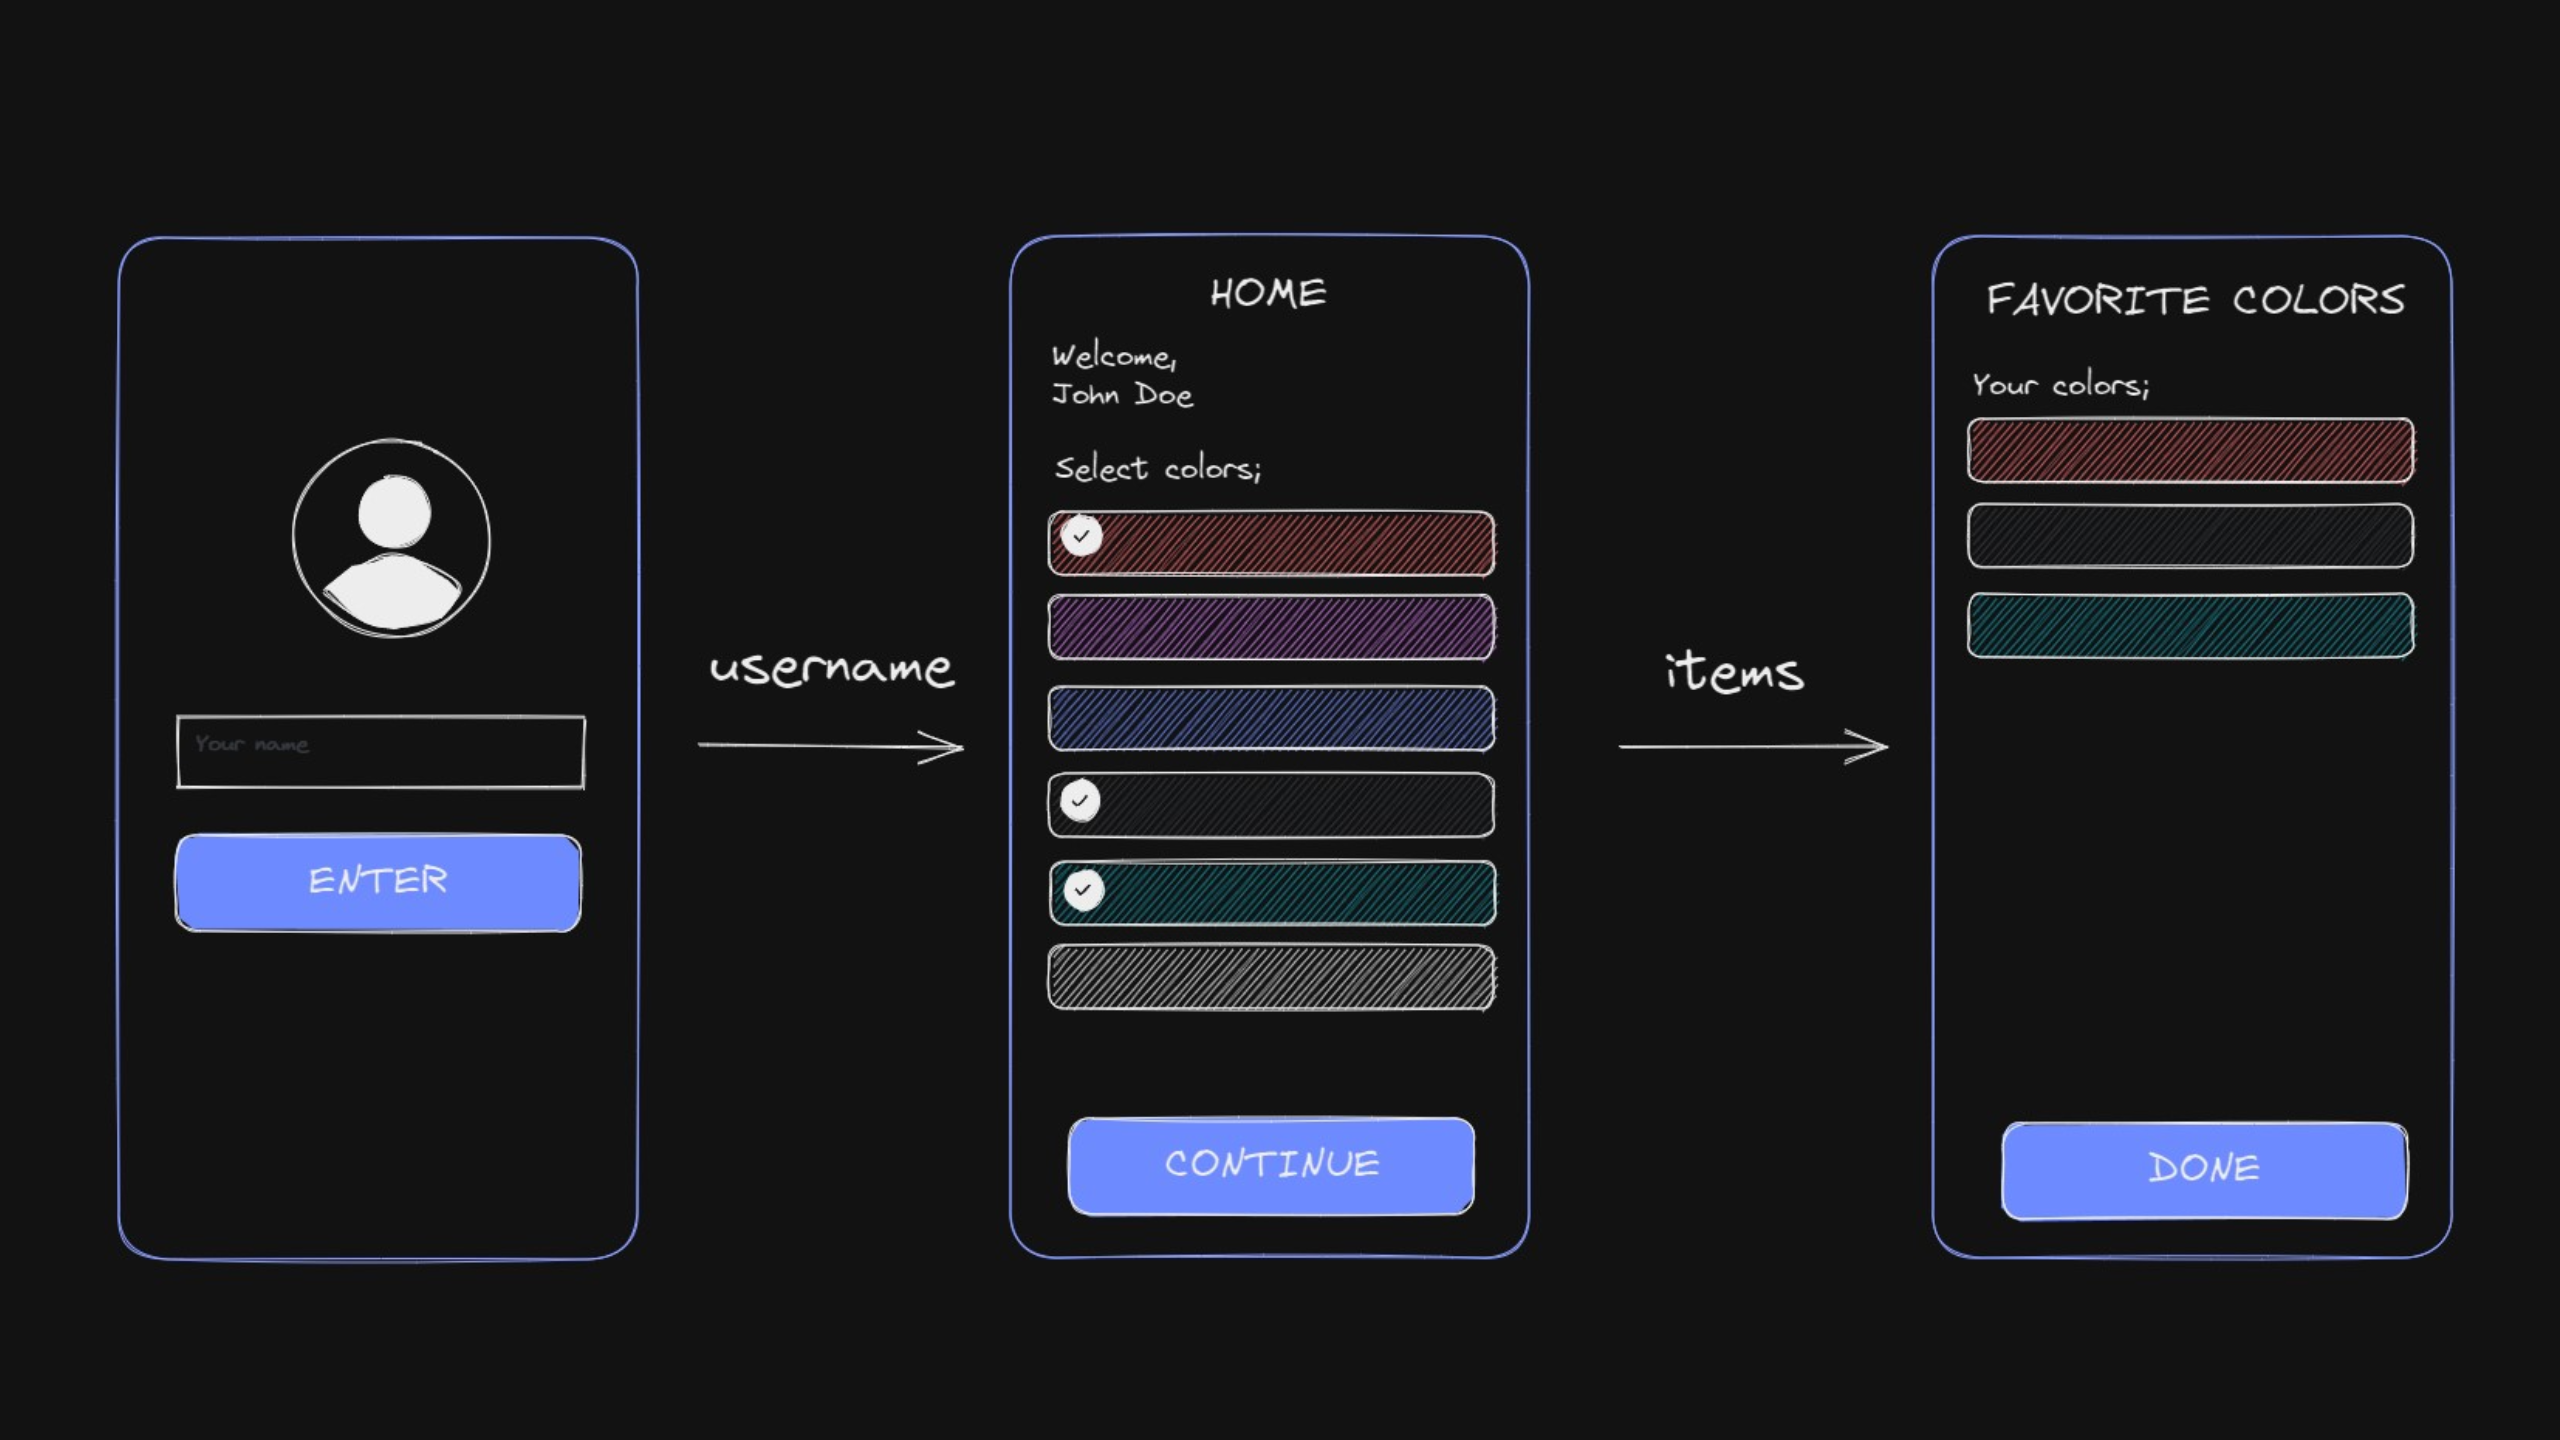 Your name
ENTER
username
HOME
Welcome,
John Doe
Select colors;
CONTINUE
items
FAVORITE COLORS
Your colors;
DONE